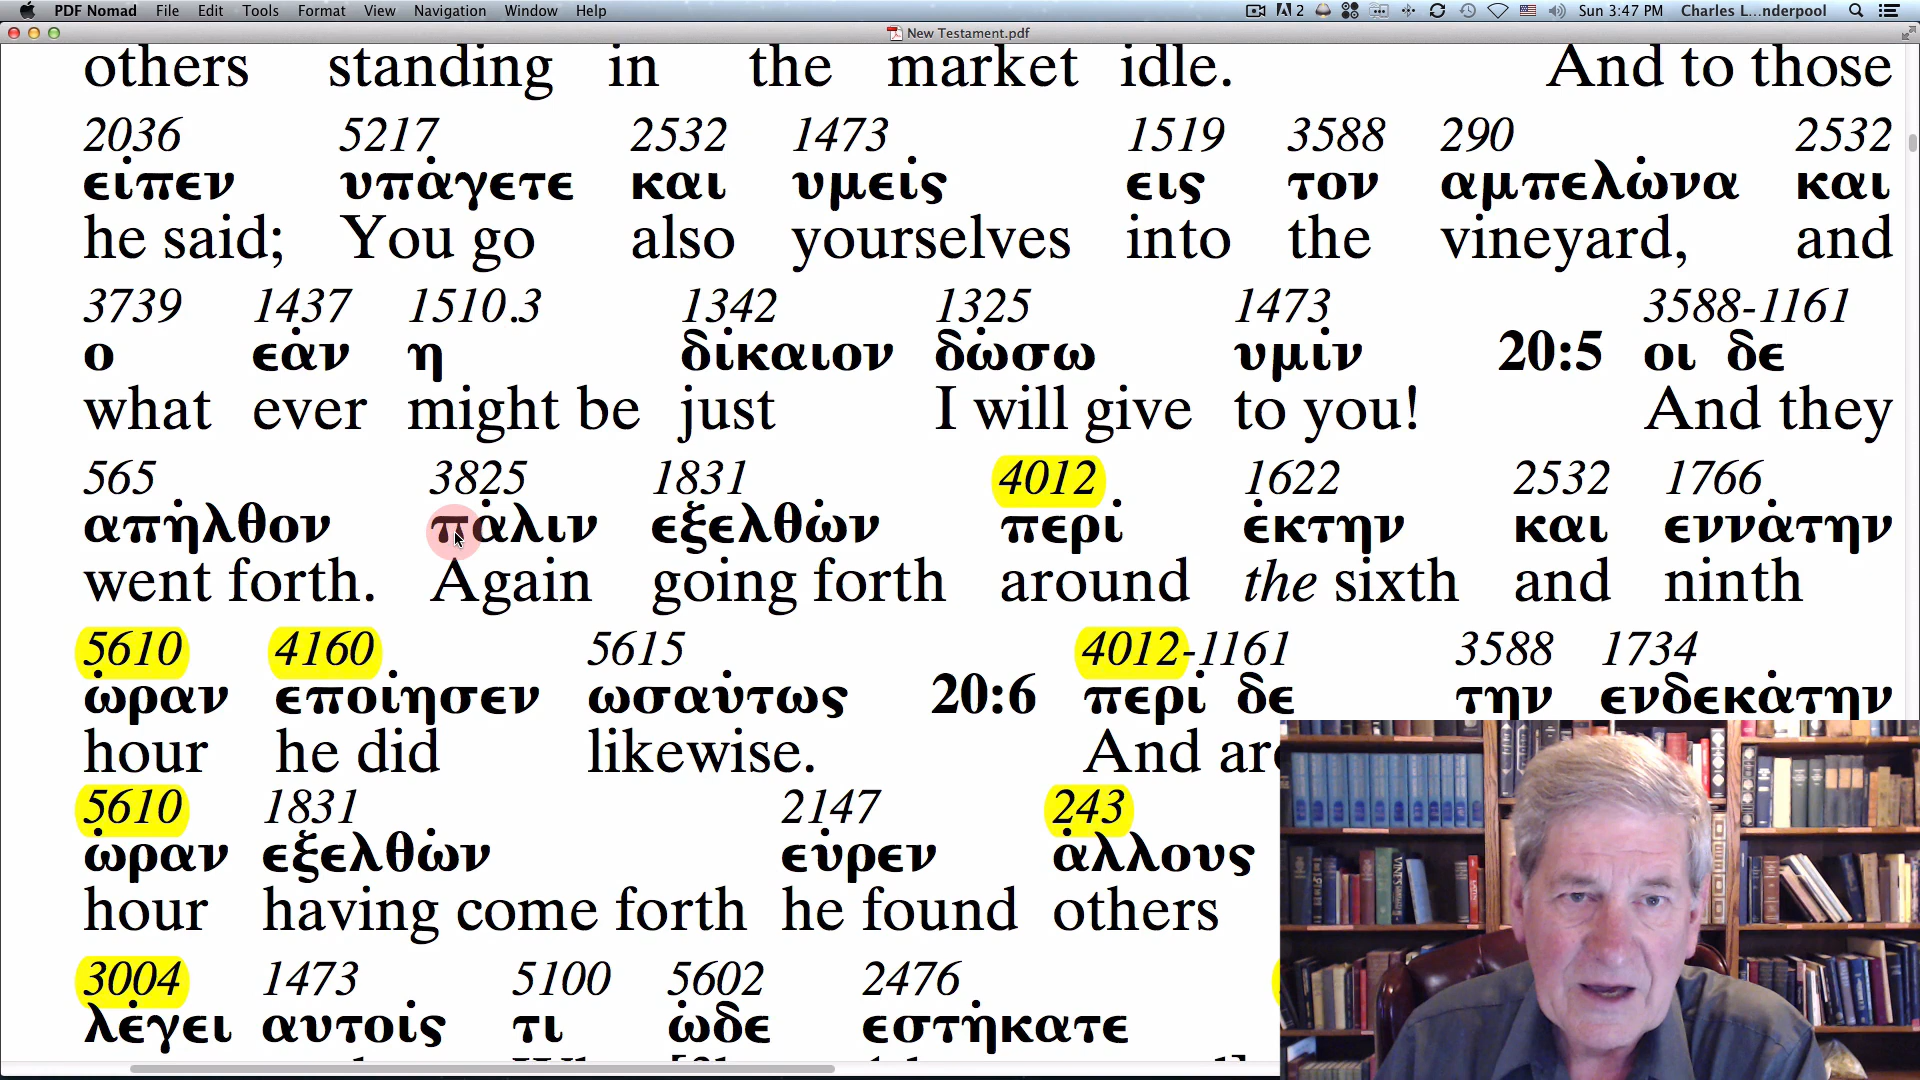 PDF Nomad File Edit Tools Format View Navigation Window Help 2 Sun 3:47 PM Charles L...nderpool
New Testament.pdf
others standing in the market idle. And to those
2036 5217 2532 1473 1519 3588 290 2532
είπεν υπάγετε και υμείς εις τον αμπελώνα και
he said; You go also yourselves into the vineyard, and
3739 1437 1510.3 1342 1325 1473 3588-1161
ο εάν η δίκαιον δώσω υμίν 20:5 οι δε
what ever might be just I will give to you! And they
565 3825 1831 4012 1622 2532 1766
απήλθον πάλιν εξελθών περί έκτην και εννάτην
went forth. Again going forth around the sixth and ninth
5610 4160 5615 4012-1161 3588 1734
ώραν εποίησεν ωσαύτως 20:6 περί δε την ενδεκάτην
hour he did likewise. And
5610 1831 2147 243
ώραν εξελθών εύρεν άλλους
hour having come forth he found others
3004 1473 5100 5602 2476
λέγει αυτοίς τι ώδε εστήκατε